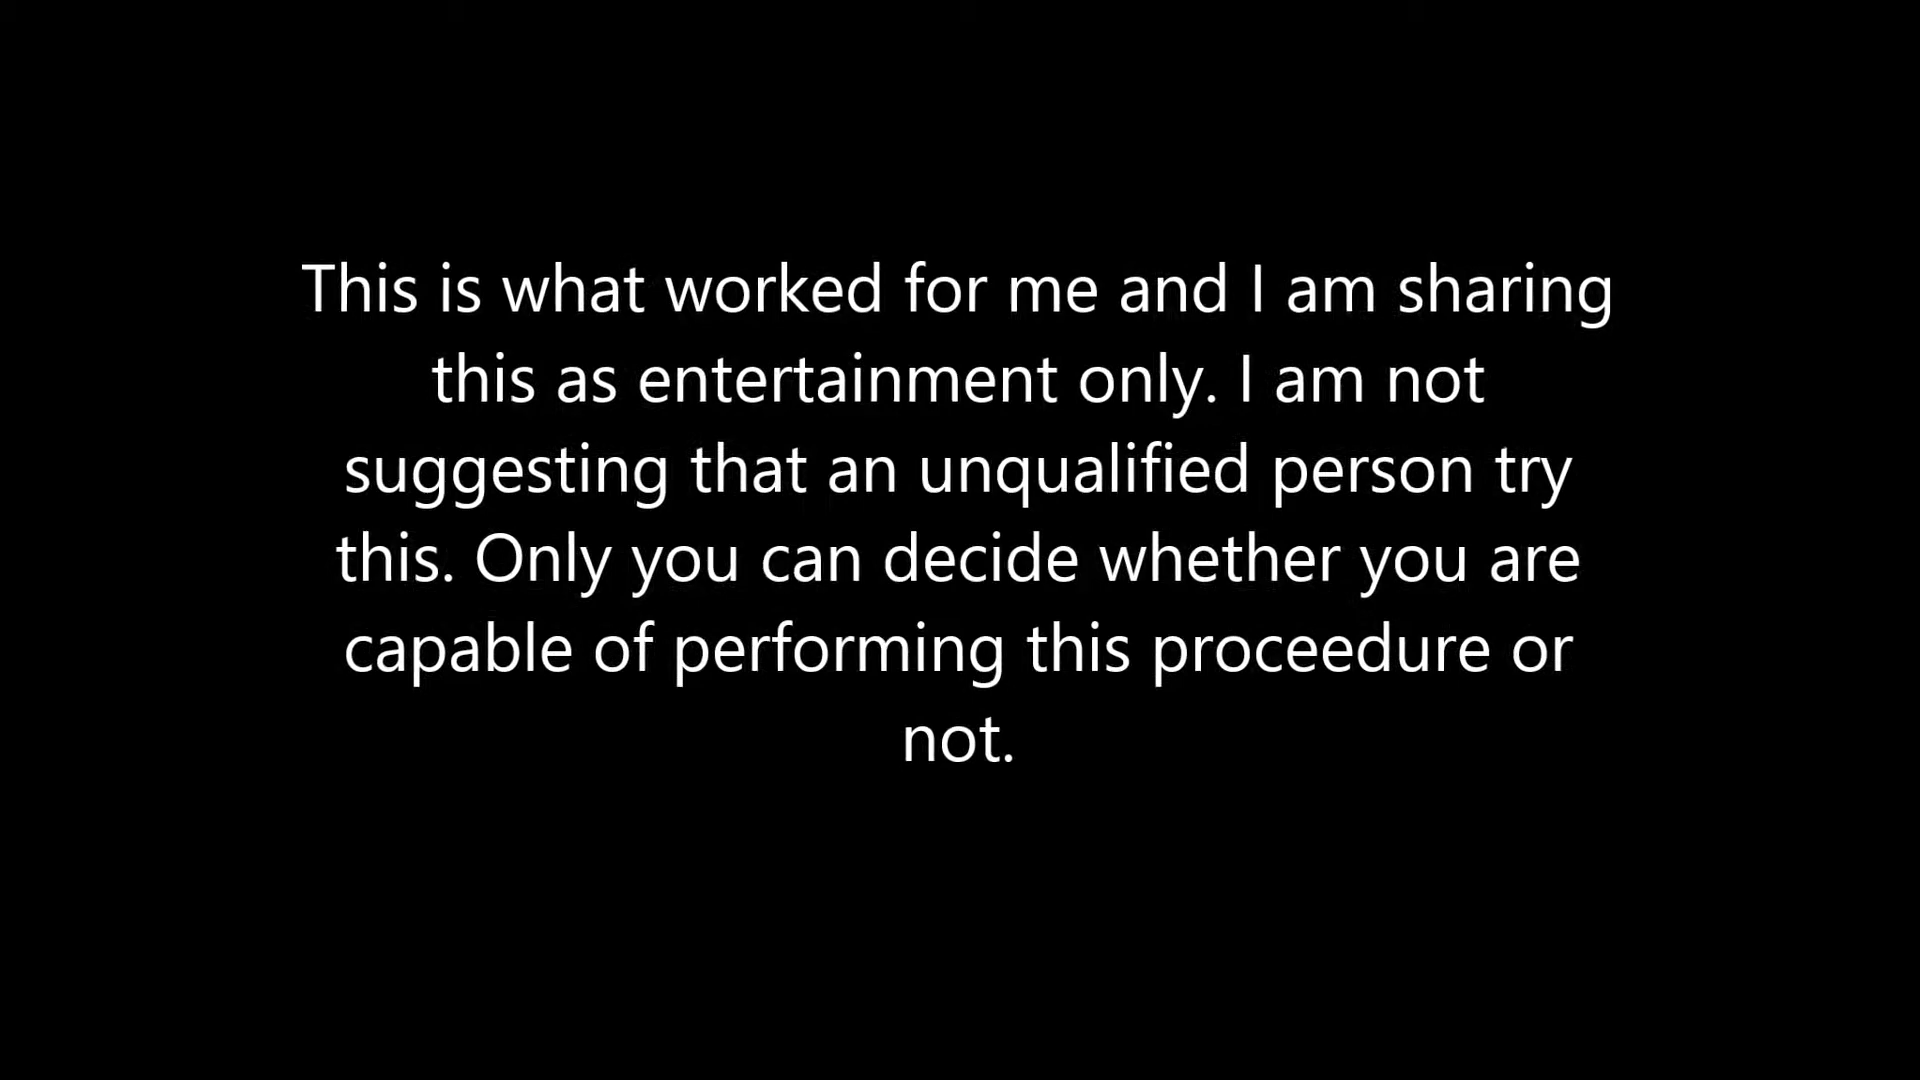 This is what worked for me and I am sharing
this as entertainment only. I am not
suggesting that an unqualified person try
this. Only you can decide whether you are
capable of performing this proceedure or
not.